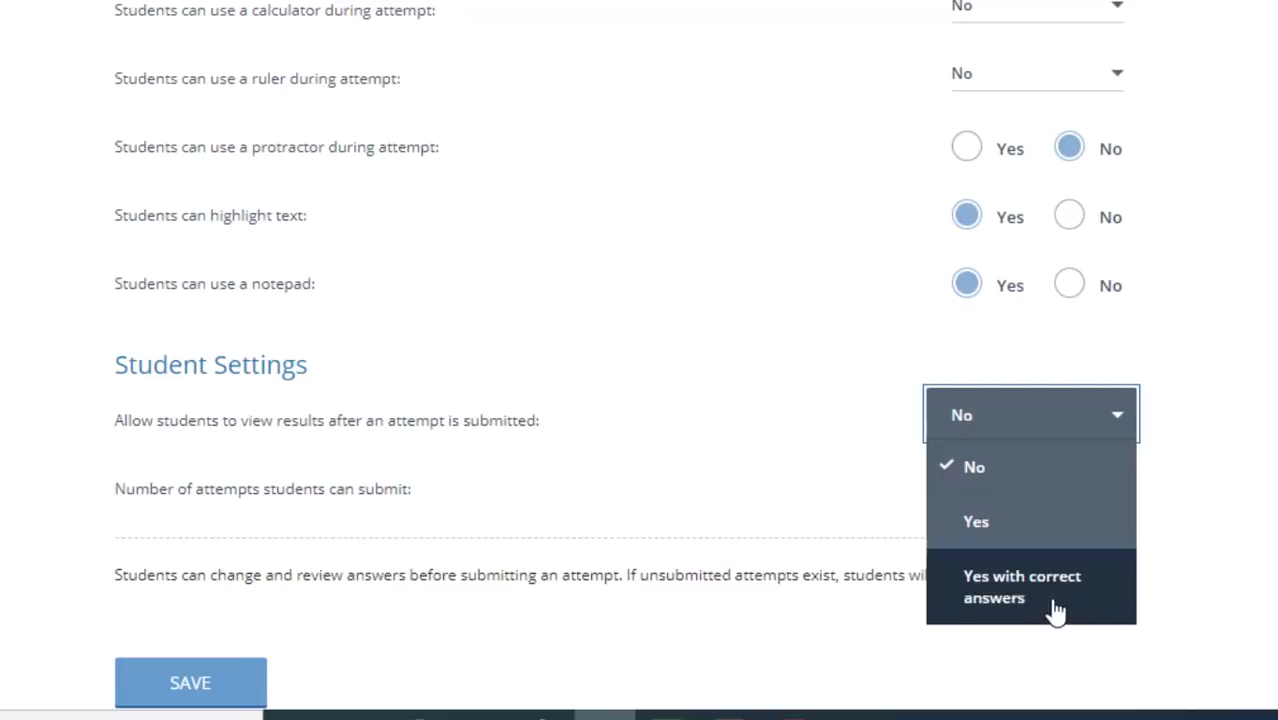 Students can use a calculator during attempt: No
Students can use a ruler during attempt: No
Students can use a protractor during attempt: Yes No
Students can highlight text: Yes No
Students can use a notepad: Yes No
Student Settings
Allow students to view results after an attempt is submitted: No
No
Number of attempts students can submit:
Yes
Students can change and review answers before submitting an attempt. If unsubmitted attempts exist, students
Yes with correct
answers
SAVE